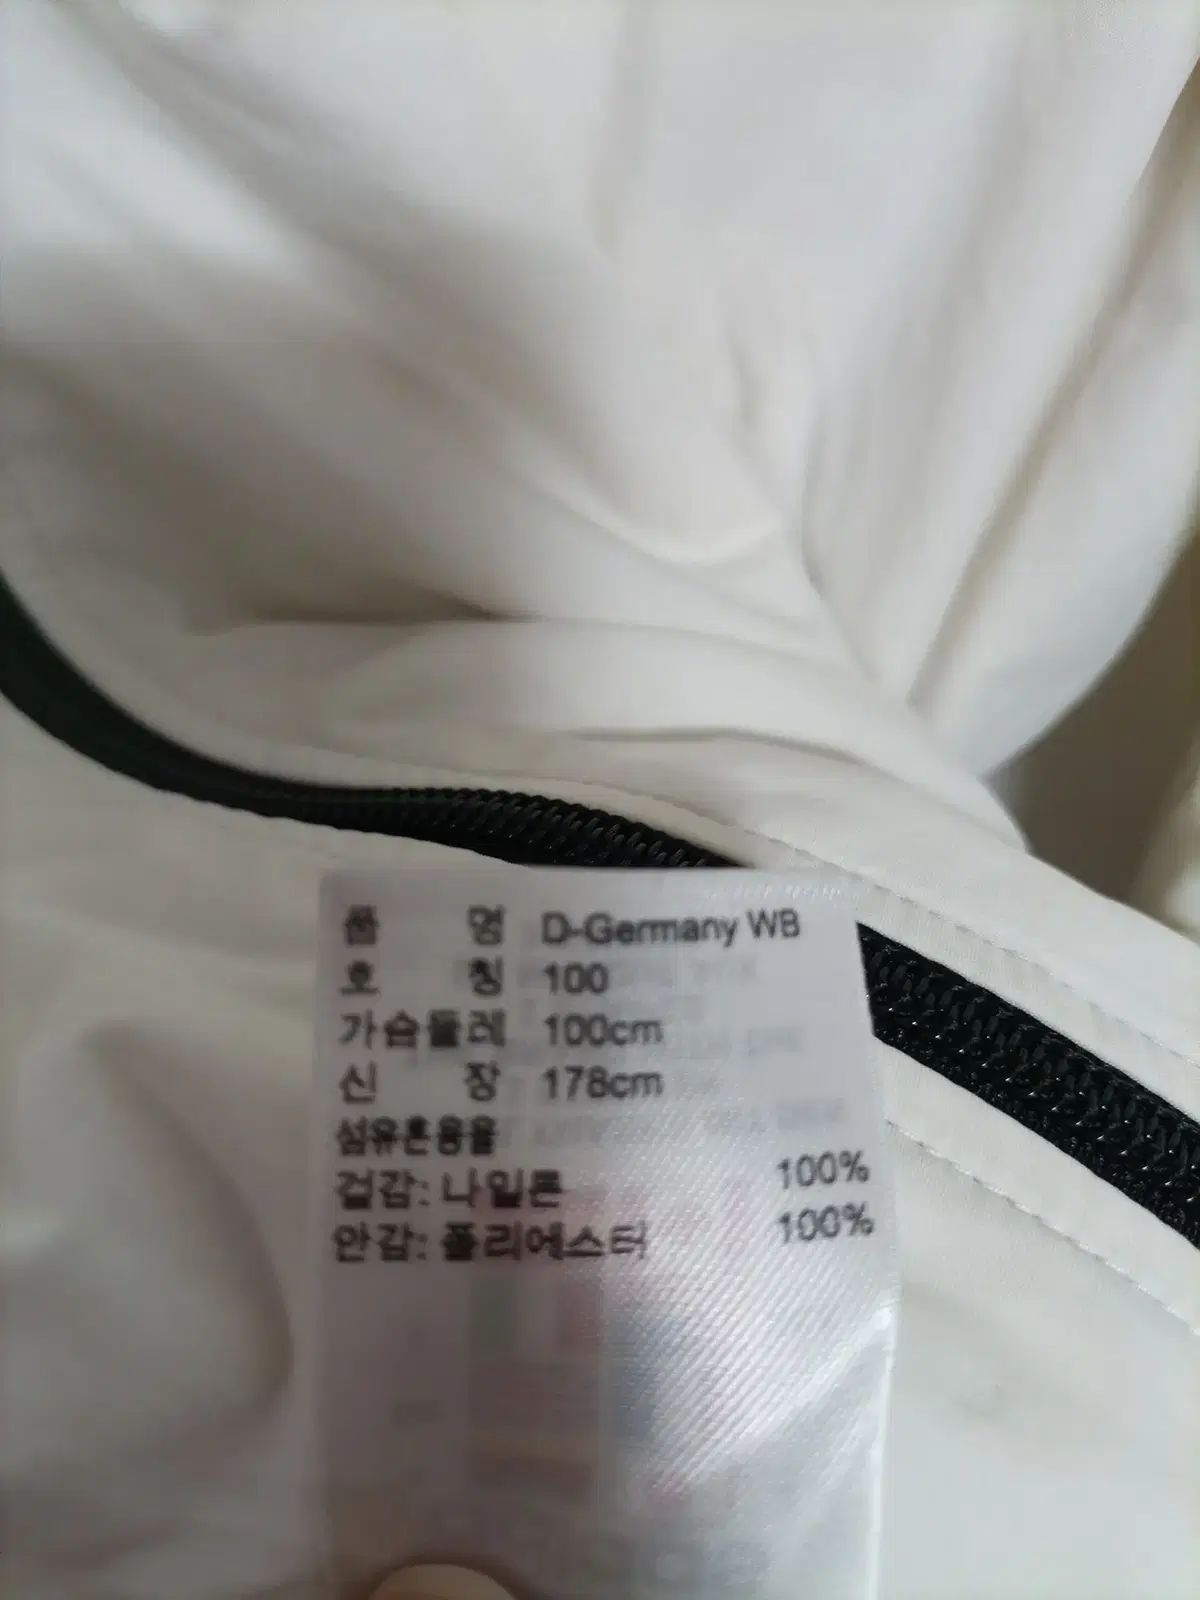 품 명 D-Germany WB
호 칭 100
가슴둘레 100cm
신 장 178cm
섬유혼용율
겉감: 나일론 100%
안감: 폴리에스터 100%